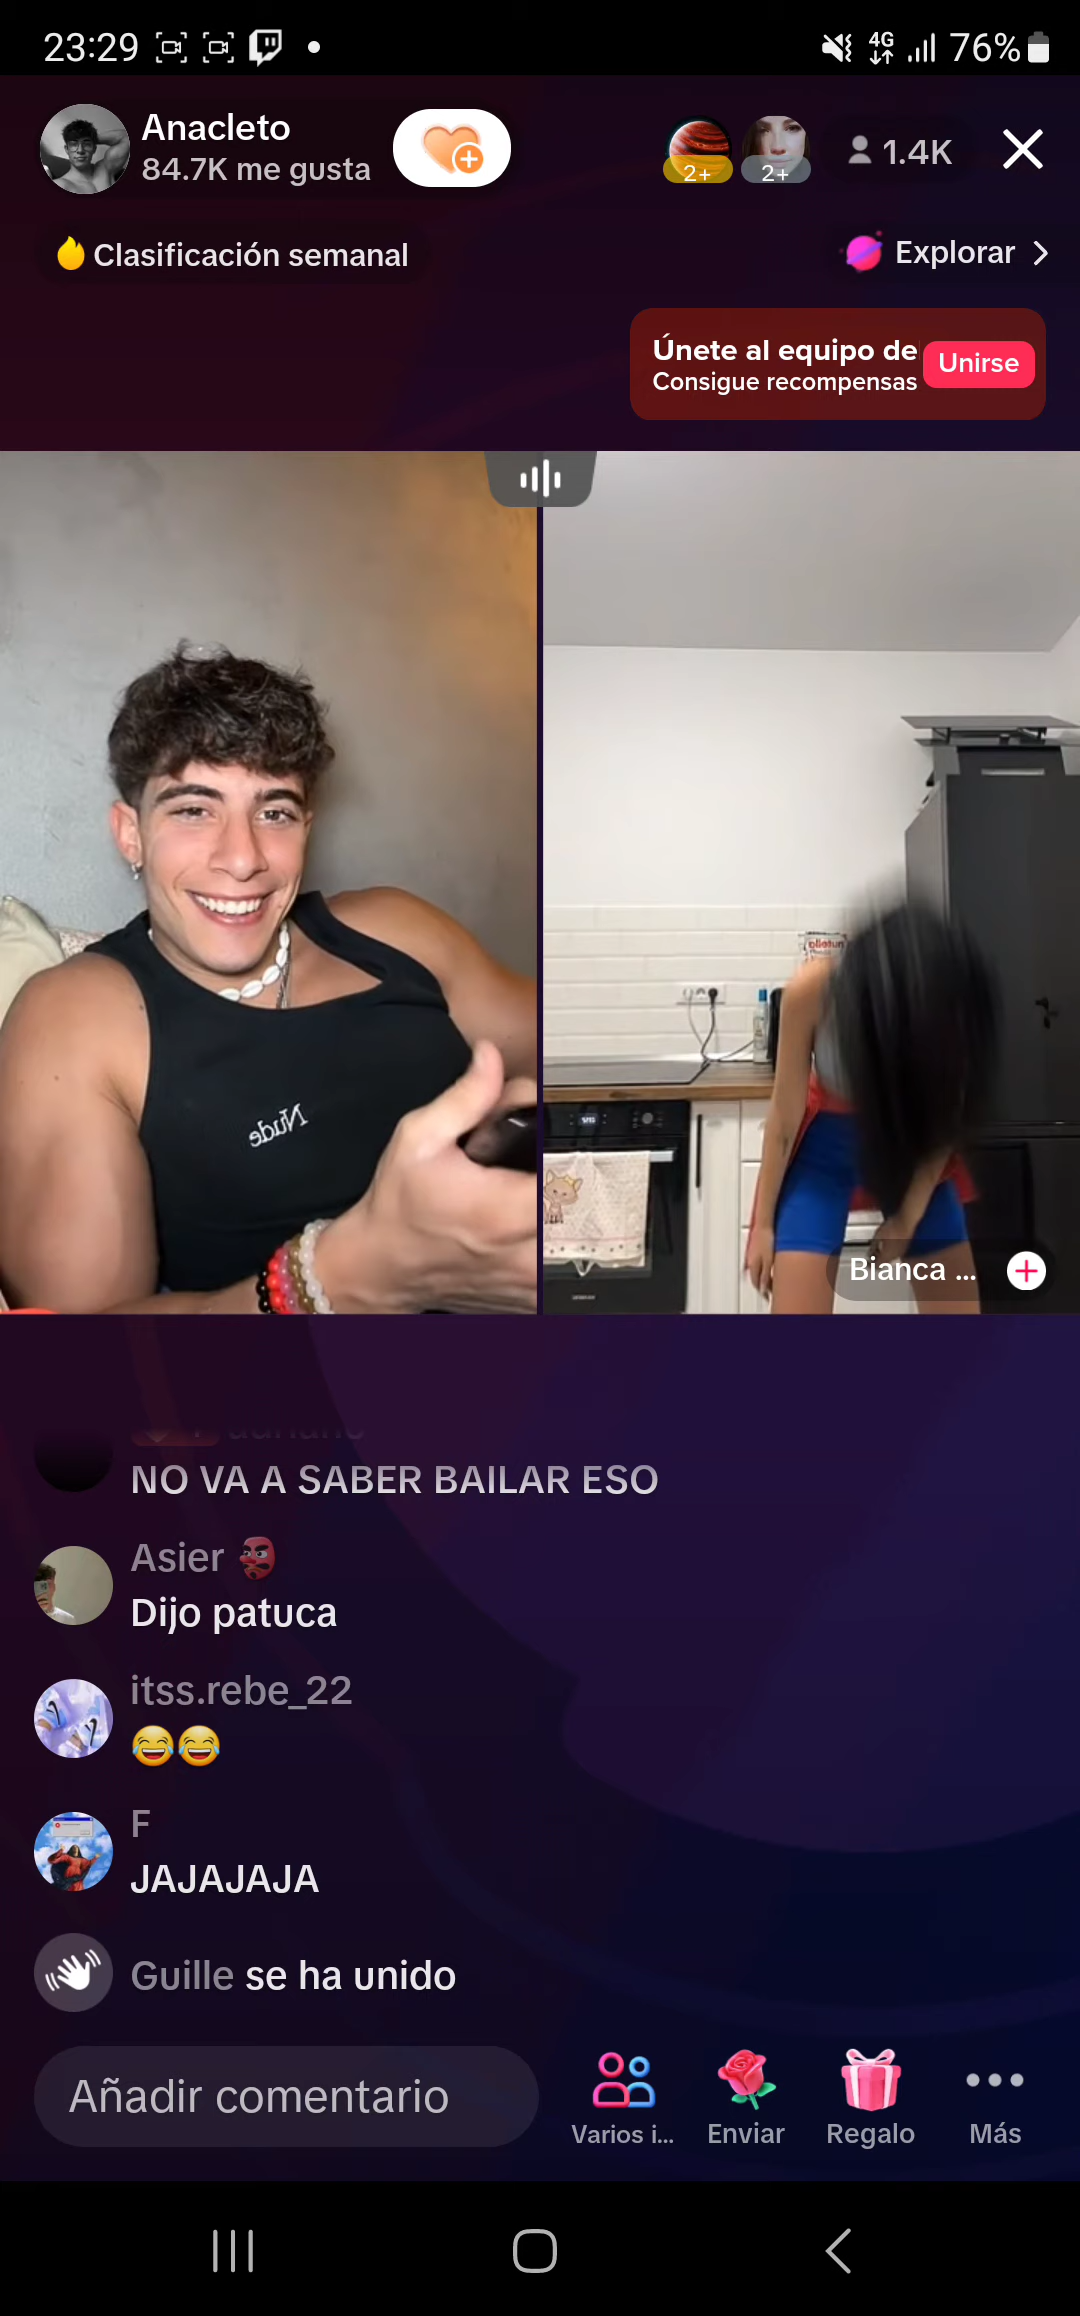 23:29
4G
76%
Anacleto
84.7K me gusta
2+
2+
1.4K
Clasificación semanal
Explorar
Únete al equipo de
Consigue recompensas
Unirse
Nude
nutella
Bianca ...
NO VA A SABER BAILAR ESO
Asier
Dijo patuca
itss.rebe_22
F
JAJAJAJA
Guille se ha unido
Añadir comentario
Varios i...
Enviar
Regalo
Más